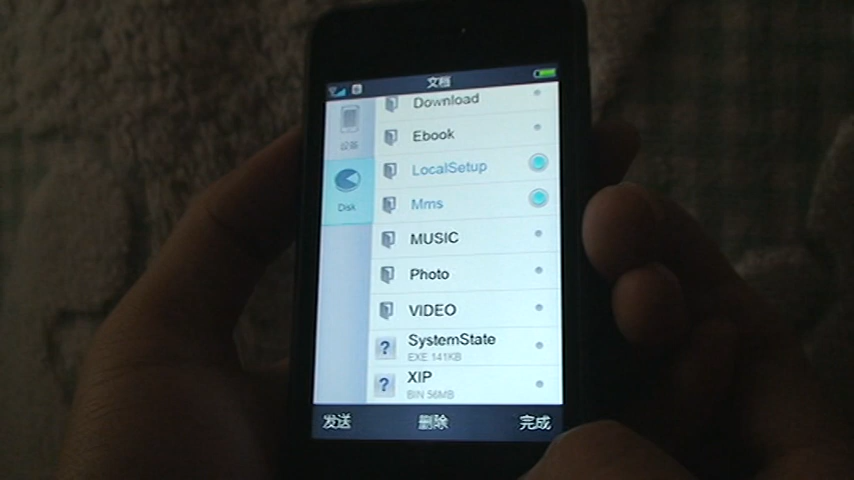 文档
Download
设备
Ebook
LocalSetup
Disk
Mms
MUSIC
Photo
VIDEO
SystemState
EXE 141KB
XIP
BIN 56MB
发送 删除 完成